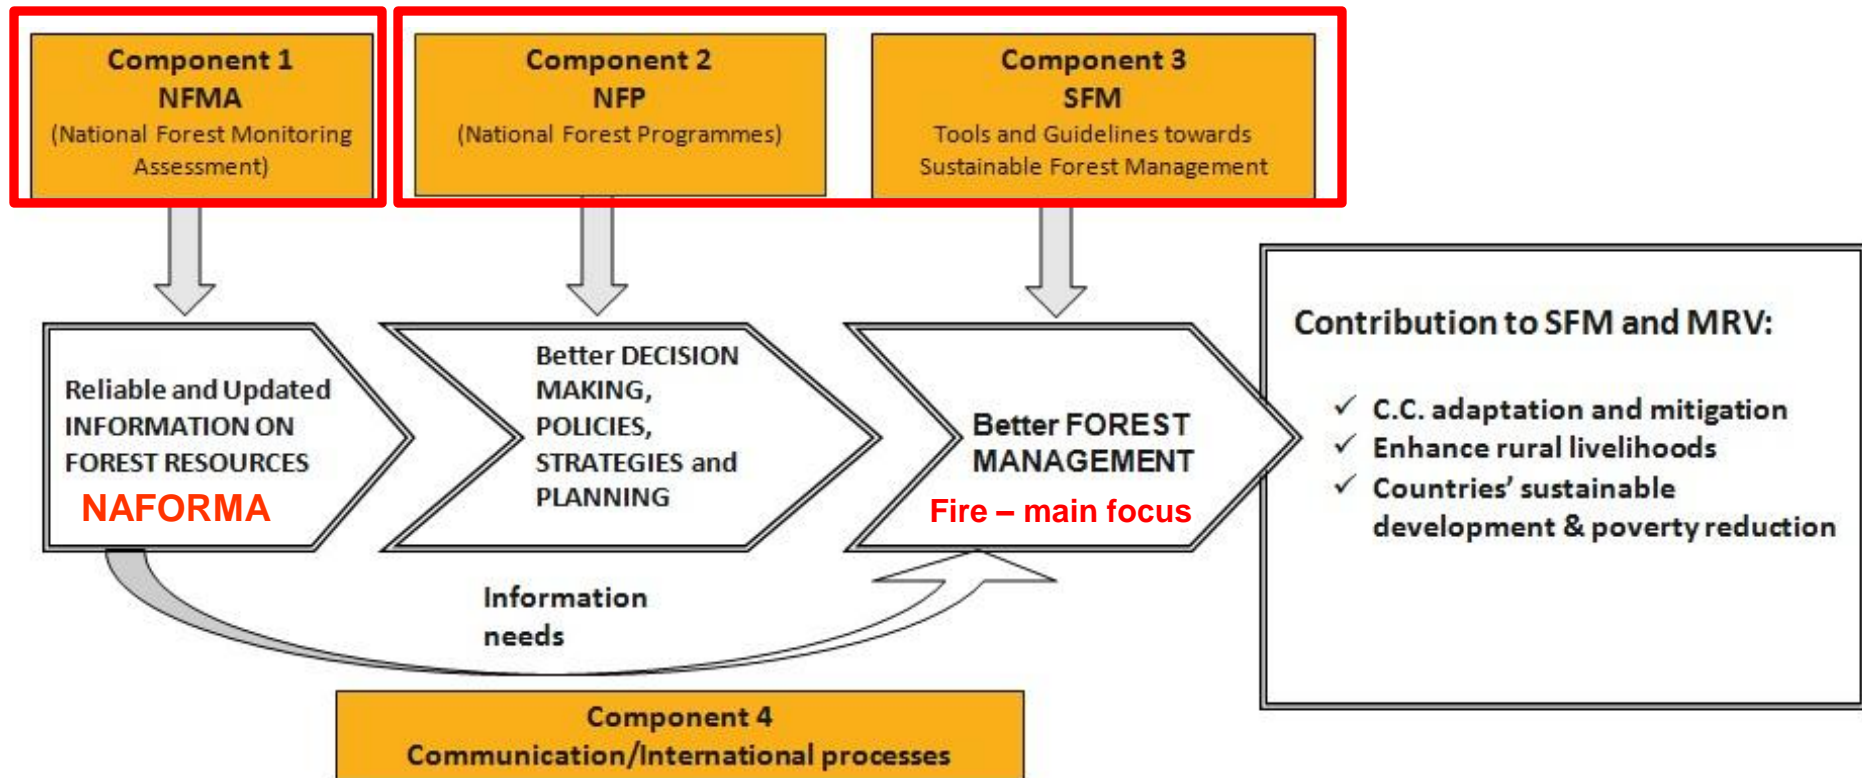 Component 1
NFMA
(National Forest Monitoring
Assessment)
Component 2
NFP
(National Forest Programmes)
Component 3
SFM
Tools and Guidelines towards
Sustainable Forest Management
Reliable and Updated
INFORMATION ON
FOREST RESOURCES
NAFORMA
Better DECISION
MAKING,
POLICIES,
STRATEGIES and
PLANNING
Better FOREST
MANAGEMENT
Fire – main focus
Contribution to SFM and MRV:
✓ C.C. adaptation and mitigation
✓ Enhance rural livelihoods
✓ Countries’ sustainable
development & poverty reduction
Information
needs
Component 4
Communication/International processes